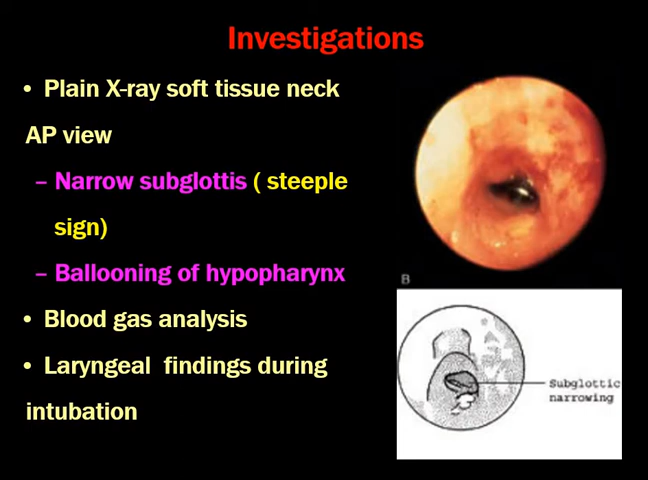 Investigations
• Plain X-ray soft tissue neck
AP view
– Narrow subglottis ( steeple
sign)
– Ballooning of hypopharynx
• Blood gas analysis
• Laryngeal findings during
intubation
B
Subglottic
narrowing